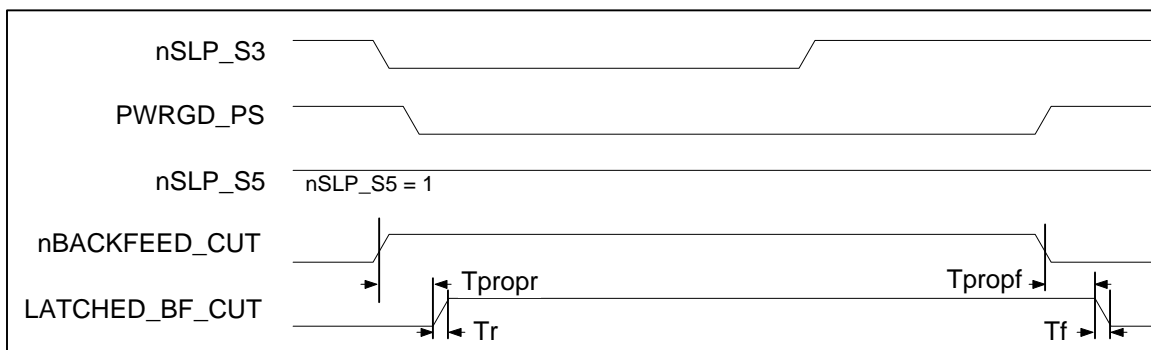 nSLP_S3
PWRGD_PS
nSLP_S5
nSLP_S5 = 1
nBACKFEED_CUT
Tpropr
Tpropf
LATCHED_BF_CUT
Tr
Tf